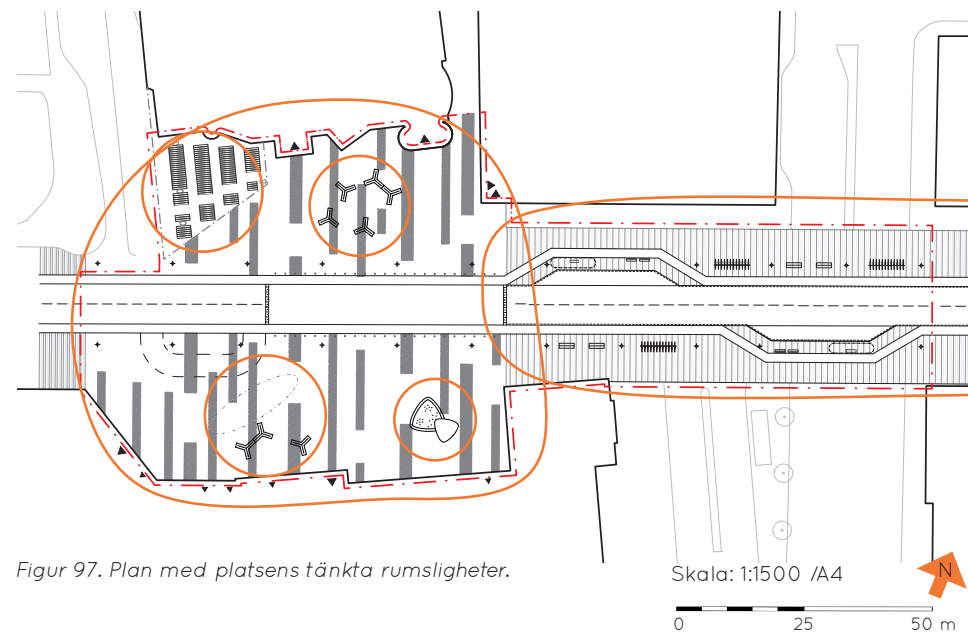 Figur 97. Plan med platsens tänkta rumsligheter.
Skala: 1:1500 /A4
N
0 25 50 m